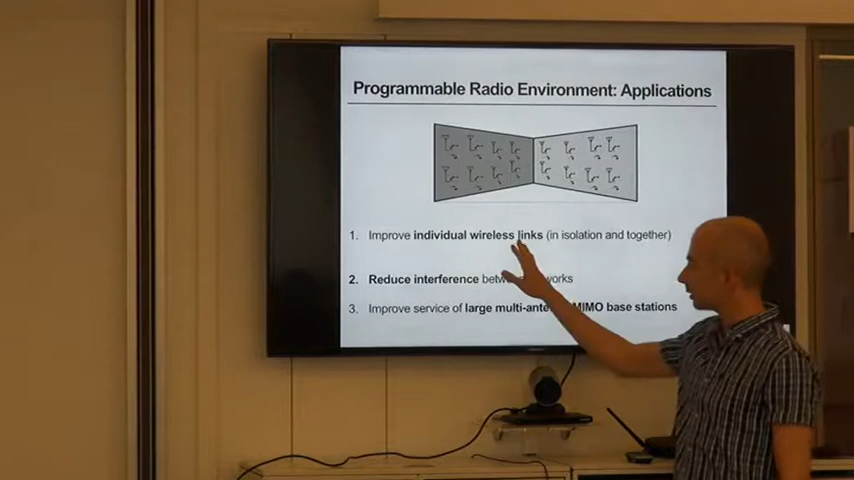 Programmable Radio Environment: Applications
1. Improve individual wireless links (in isolation and together)
2. Reduce interference works
3. Improve service of large multi-ante MIMO base stations